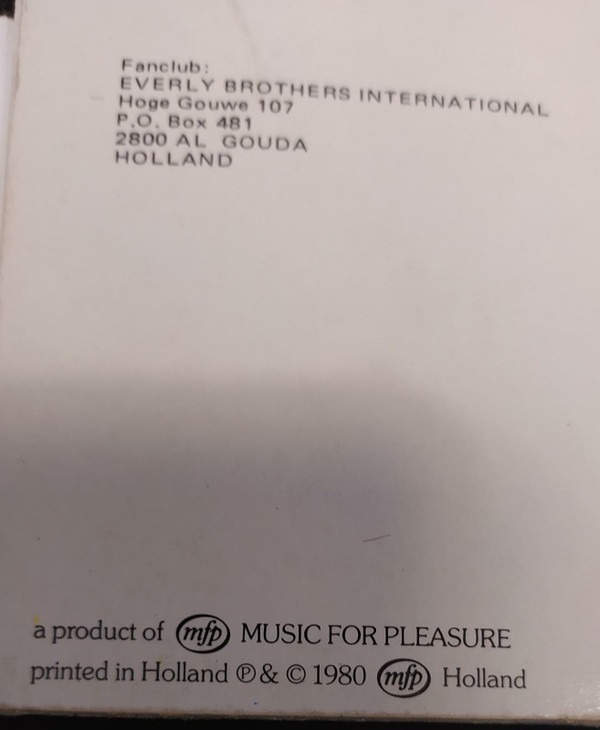 Fanclub:
EVERLY BROTHERS INTERNATIONAL
Hoge Gouwe 107
P.O. Box 481
2800 AL GOUDA
HOLLAND
a product of mfp MUSIC FOR PLEASURE
printed in Holland ℗ & © 1980 mfp Holland